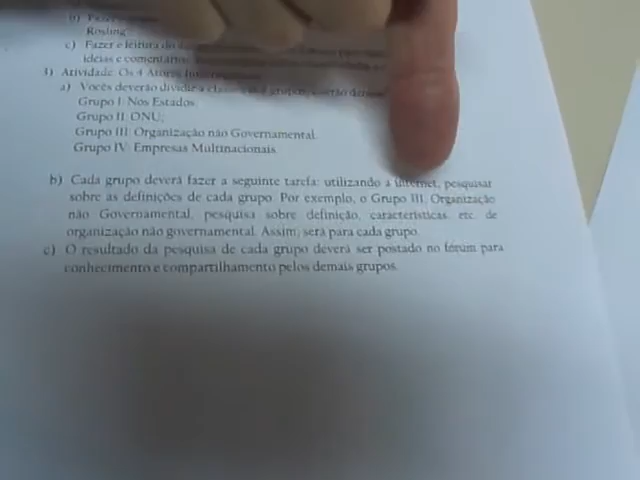 b)
Rosling
c) Fazer e leitura do
ideias e comentários
3) Atividade: Os 4 Atores
a) Vocês deverão dividir a classe
Grupo I: Nos Estados;
Grupo II: ONU;
Grupo III: Organização não Governamental.
Grupo IV: Empresas Multinacionais.
b) Cada grupo deverá fazer a seguinte tarefa: utilizando a internet, pesquisar
sobre as definições de cada grupo. Por exemplo, o Grupo III, Organização
não Governamental, pesquisa sobre definição, características, etc. de
organização não governamental. Assim, será para cada grupo.
c) O resultado da pesquisa de cada grupo deverá ser postado no fórum para
conhecimento e compartilhamento pelos demais grupos.